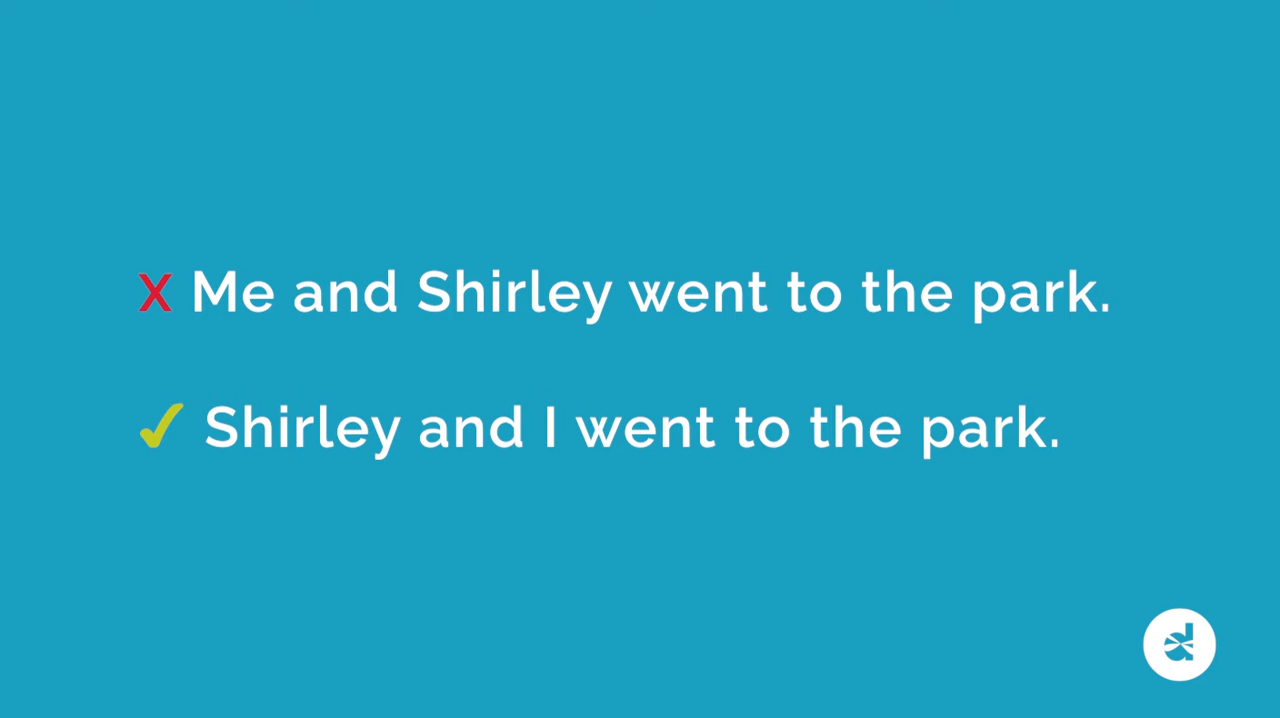 X Me and Shirley went to the park.
✓ Shirley and I went to the park.